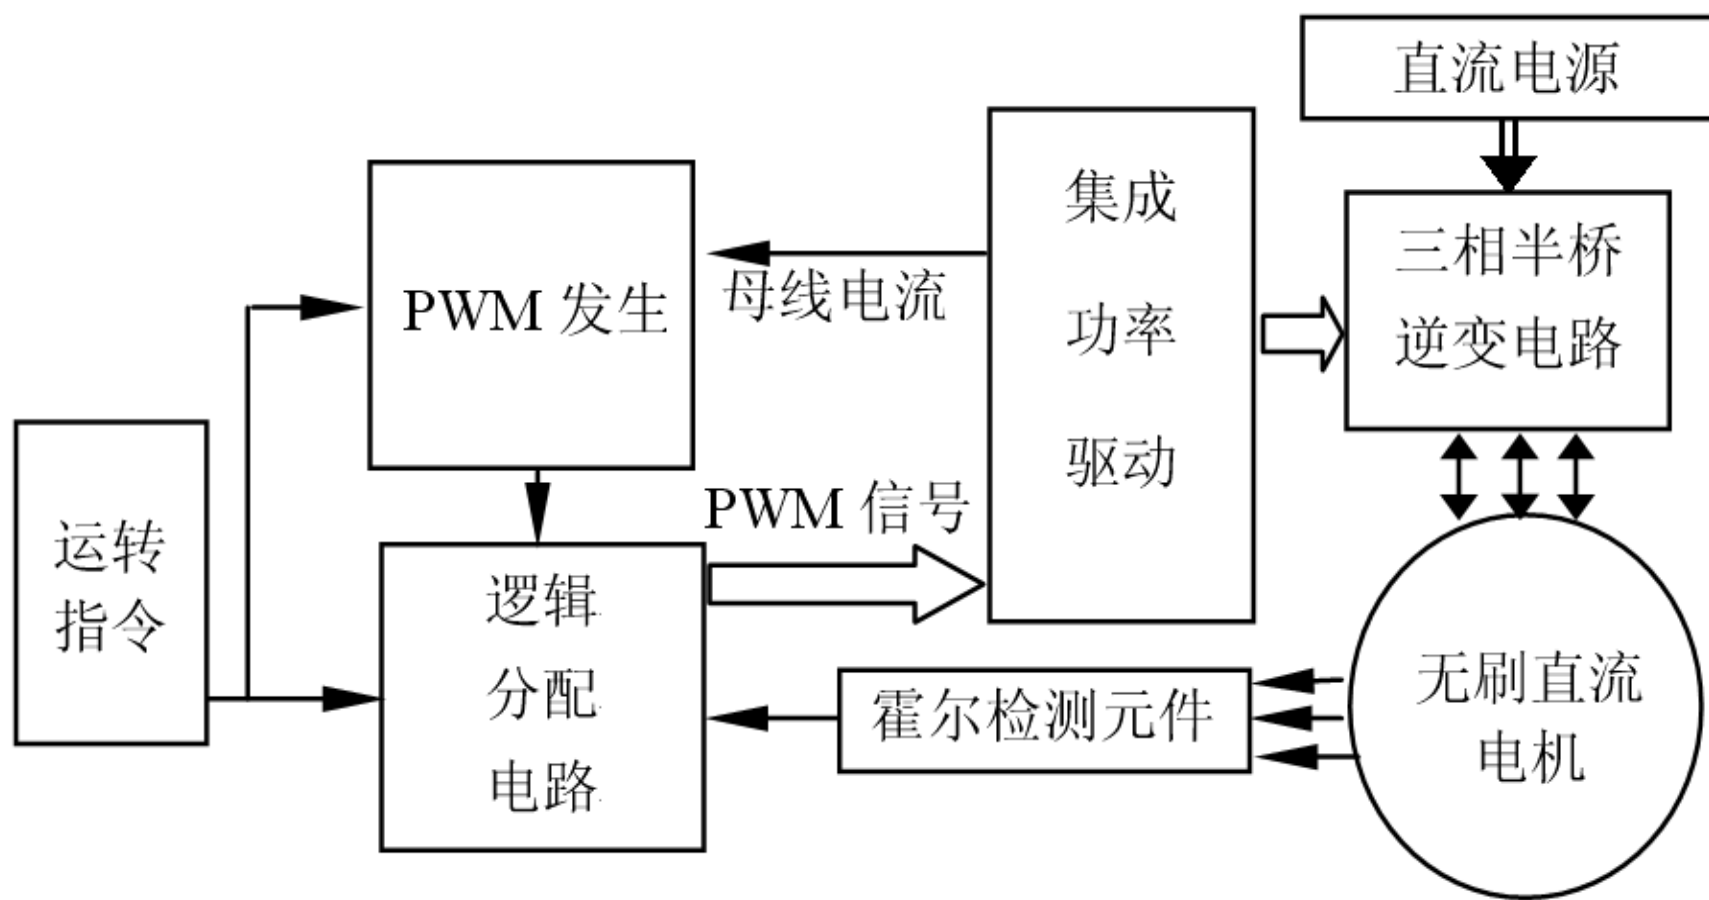 直流电源
集成
功率
驱动
三相半桥
逆变电路
母线电流
PWM 发生
PWM 信号
运转
指令
逻辑
分配
电路
霍尔检测元件
无刷直流
电机